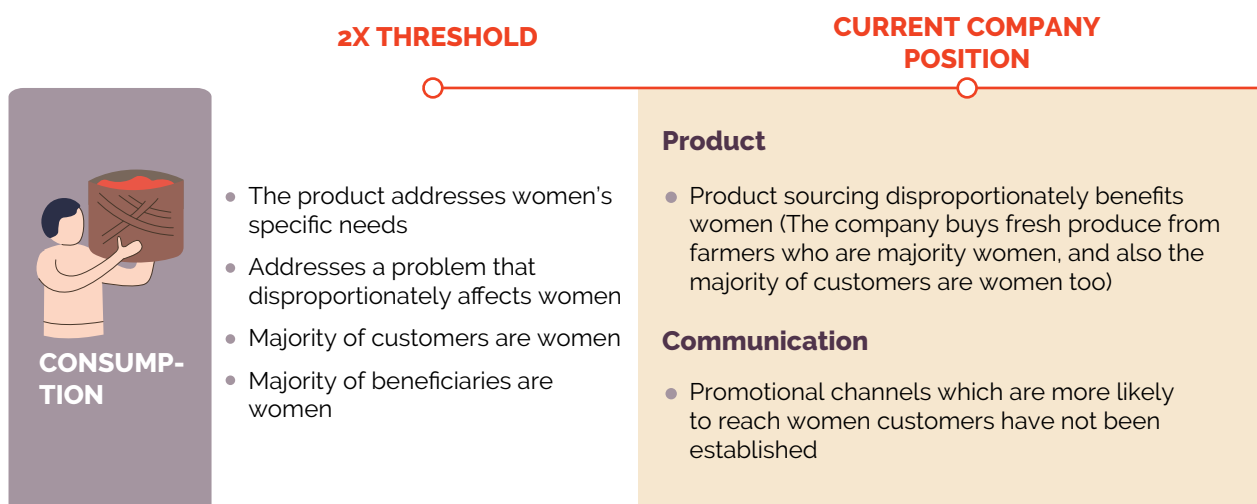 2X THRESHOLD
CURRENT COMPANY
POSITION
CONSUMP-
TION
• The product addresses women’s
specific needs
• Addresses a problem that
disproportionately affects women
• Majority of customers are women
• Majority of beneficiaries are
women
Product
• Product sourcing disproportionately benefits
women (The company buys fresh produce from
farmers who are majority women, and also the
majority of customers are women too)
Communication
• Promotional channels which are more likely
to reach women customers have not been
established